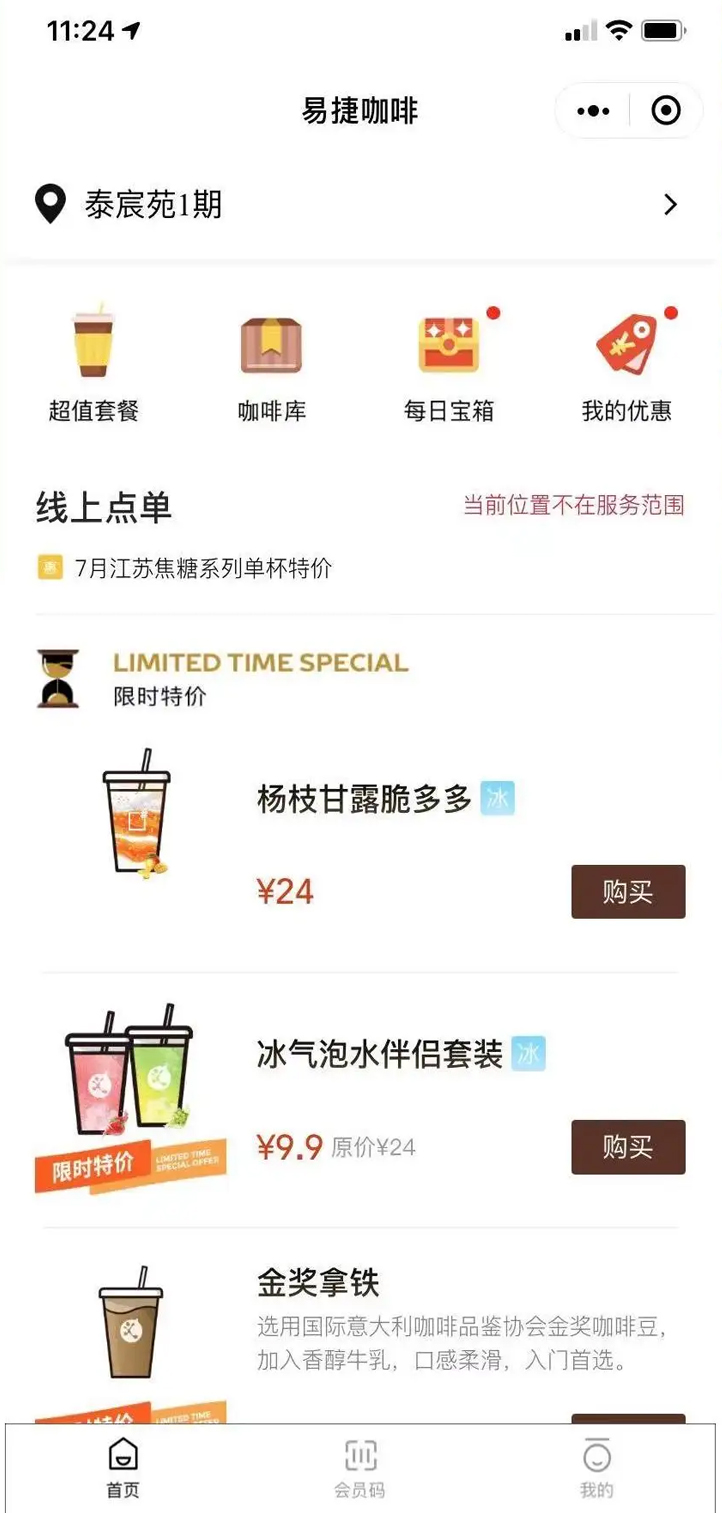 11:24
易捷咖啡
泰宸苑1期
超值套餐
咖啡库
每日宝箱
我的优惠
线上点单
当前位置不在服务范围
惠 7月江苏焦糖系列单杯特价
LIMITED TIME SPECIAL
限时特价
杨枝甘露脆多多 冰
¥24
购买
冰气泡水伴侣套装 冰
限时特价
LIMITED TIME
SPECIAL OFFER
¥9.9 原价¥24
购买
金奖拿铁
选用国际意大利咖啡品鉴协会金奖咖啡豆，
加入香醇牛乳，口感柔滑，入门首选。
限时特价
LIMITED TIME
首页
会员码
我的